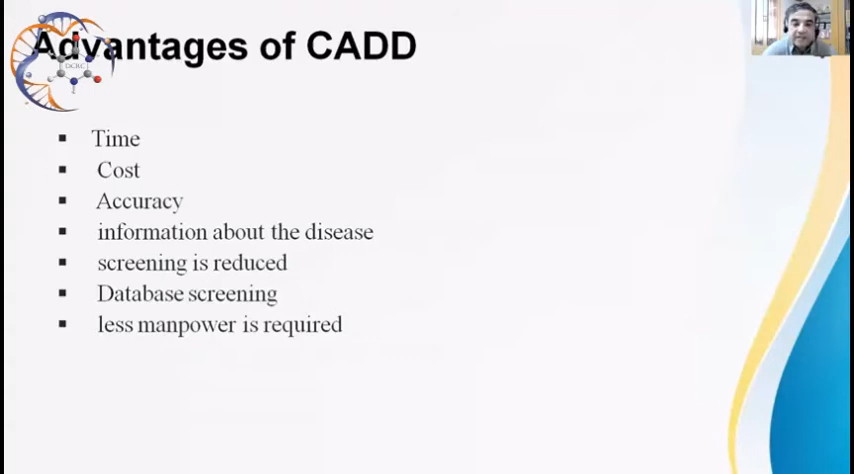 Advantages of CADD
DCRC
Time
Cost
Accuracy
information about the disease
screening is reduced
Database screening
less manpower is required